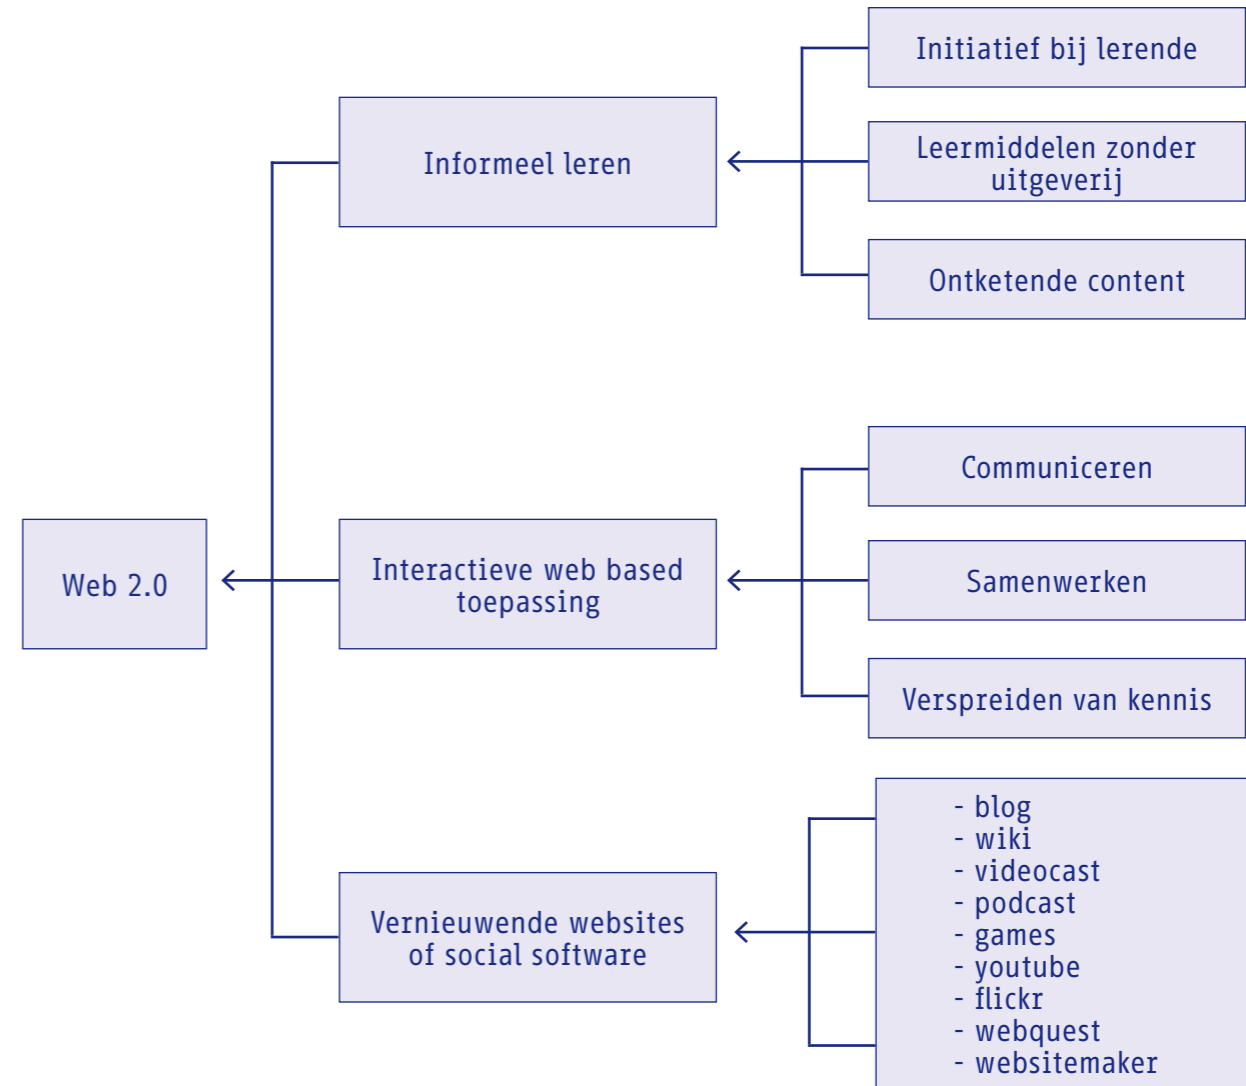 Initiatief bij lerende
Informeel leren
Leermiddelen zonder
uitgeverij
Ontketende content
Communiceren
Web 2.0
Interactieve web based
toepassing
Samenwerken
Verspreiden van kennis
Vernieuwende websites
of social software
- blog
- wiki
- videocast
- podcast
- games
- youtube
- flickr
- webquest
- websitemaker